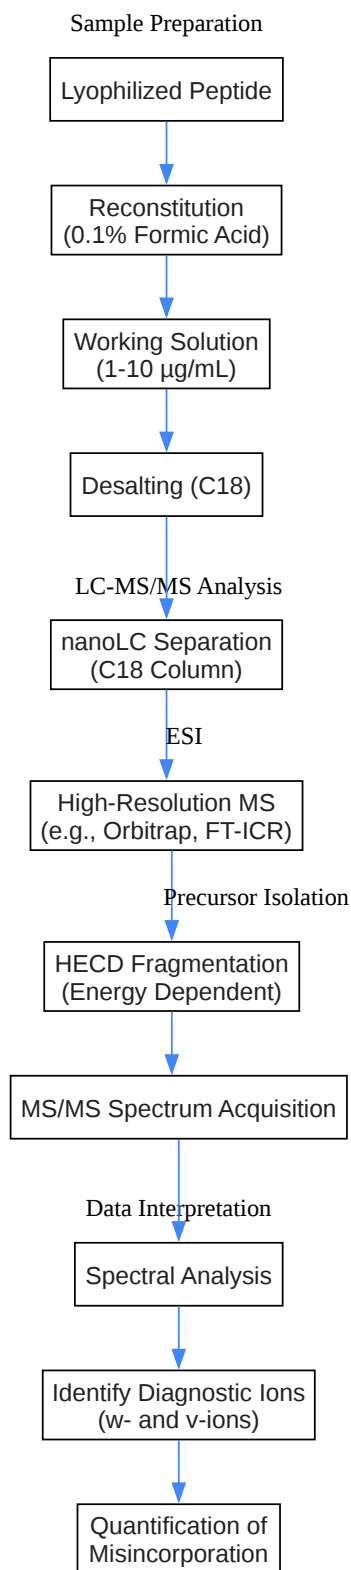 Sample Preparation
Lyophilized Peptide
Reconstitution
(0.1% Formic Acid)
Working Solution
(1-10 µg/mL)
Desalting (C18)
LC-MS/MS Analysis
nanoLC Separation
(C18 Column)
ESI
High-Resolution MS
(e.g., Orbitrap, FT-ICR)
Precursor Isolation
HECD Fragmentation
(Energy Dependent)
MS/MS Spectrum Acquisition
Data Interpretation
Spectral Analysis
Identify Diagnostic Ions
(w- and v-ions)
Quantification of
Misincorporation